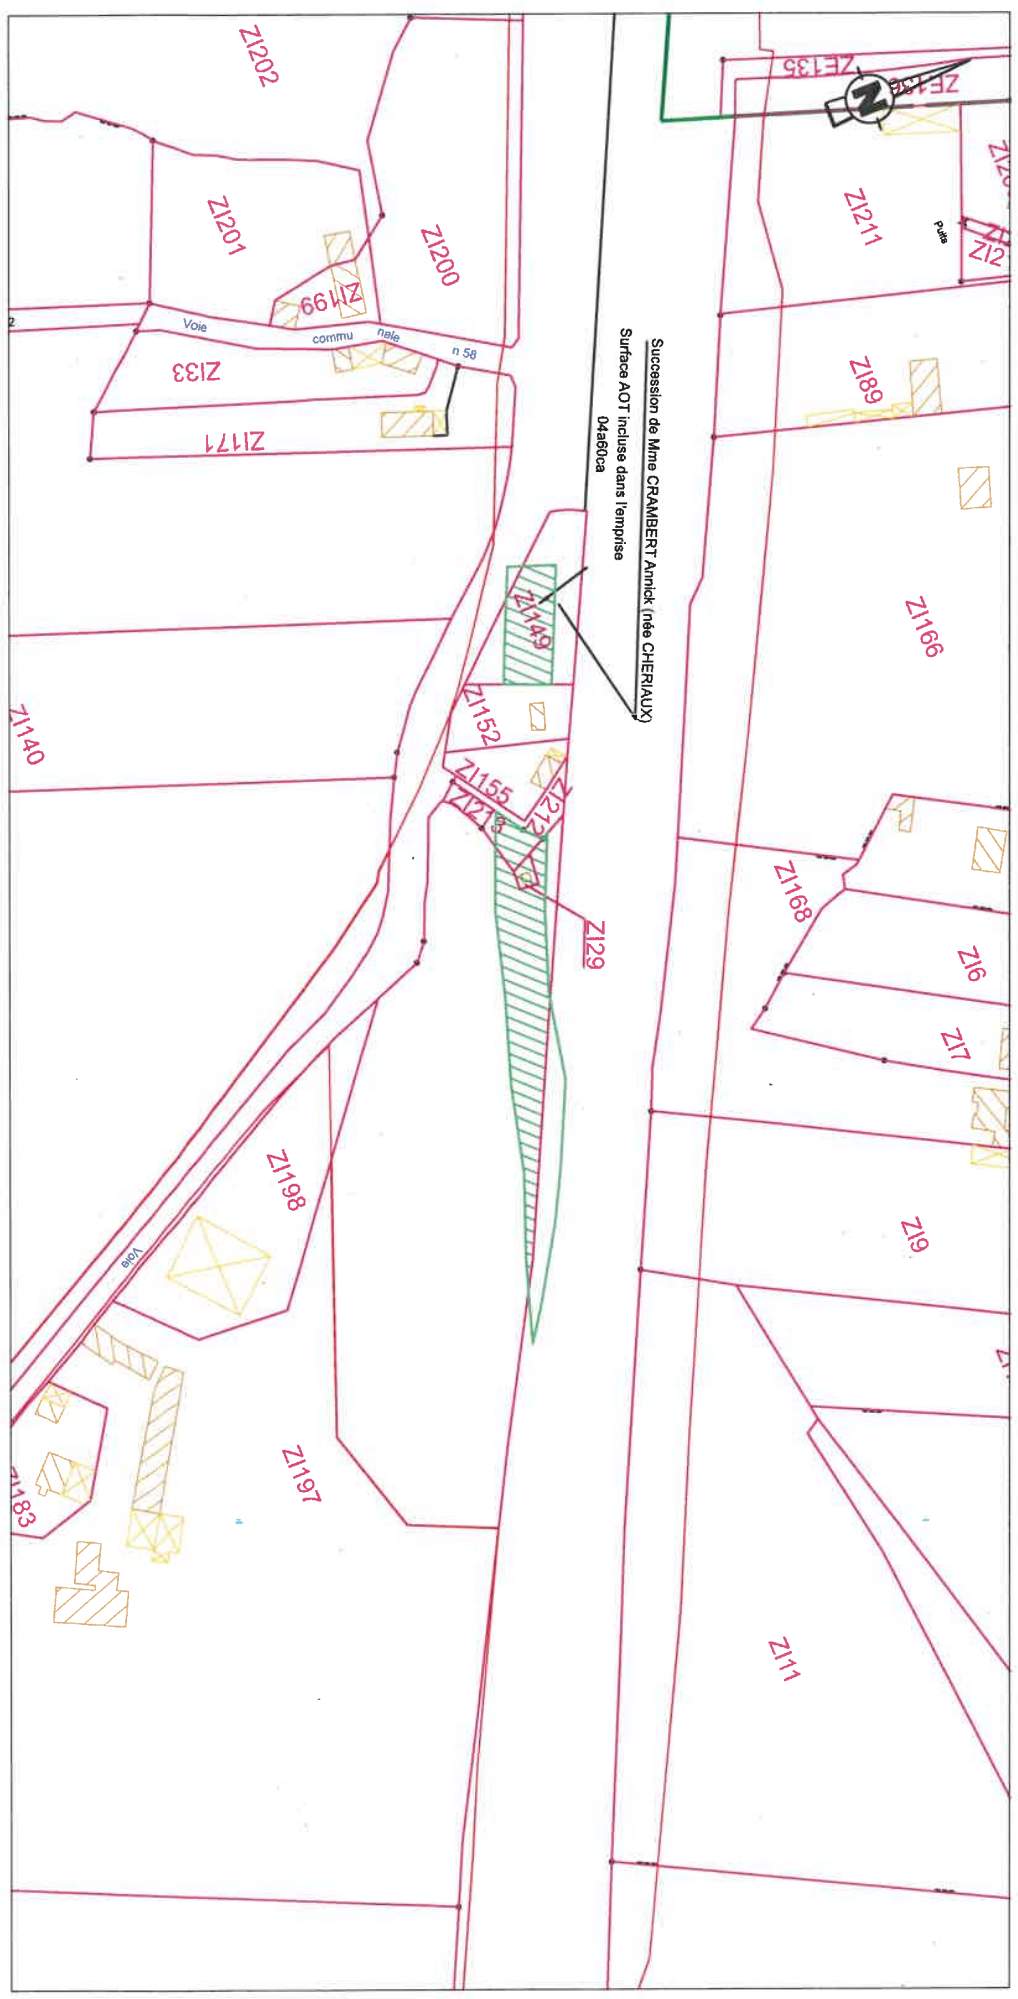 ZI202
ZE135
ZE136
N
ZI201
ZI200
ZI211
Puits
ZI2
ZI199
Voie
commu
nale
n 58
2
ZI33
ZI171
ZI89
Succession de Mme CRAMBERT Annick (née CHERIAUX)
Surface AOT incluse dans l'emprise
04a60ca
ZI149
ZI166
ZI140
ZI152
ZI155
ZI212
ZI213
ZI168
ZI29
ZI6
ZI7
ZI198
Voie
ZI9
ZI197
ZI183
ZI11